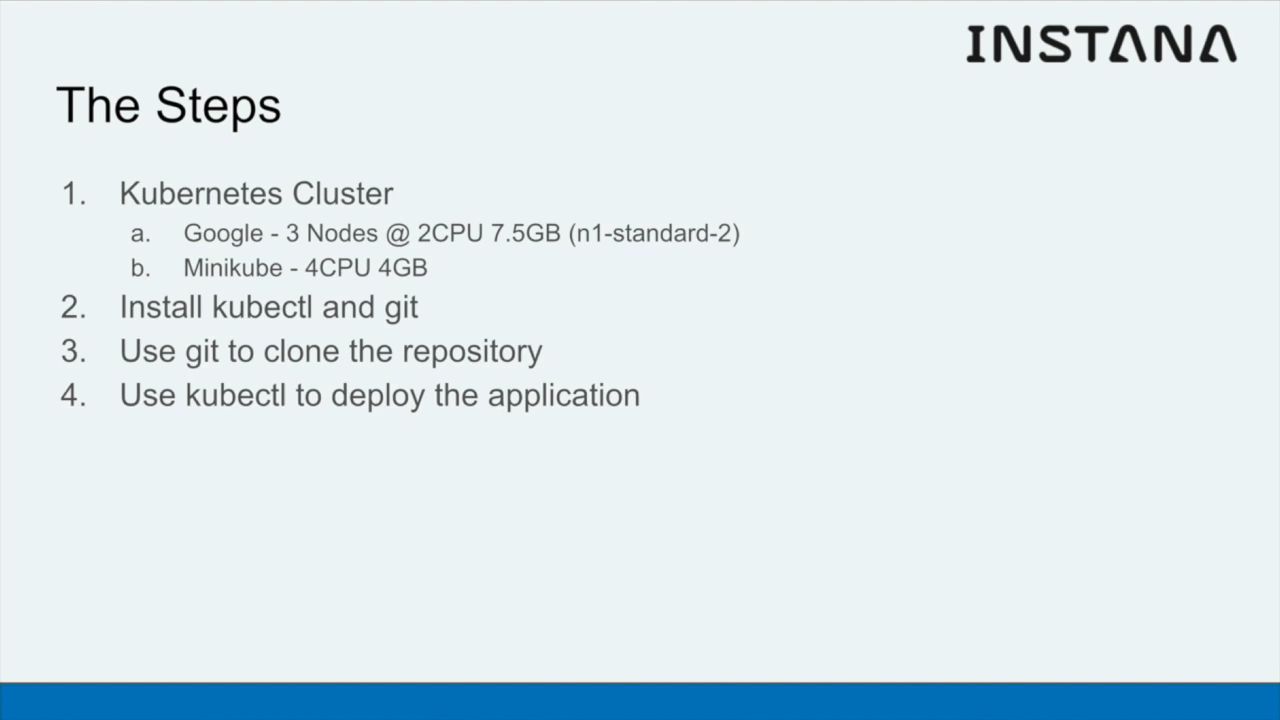 INSTANA
The Steps
1. Kubernetes Cluster
a. Google - 3 Nodes @ 2CPU 7.5GB (n1-standard-2)
b. Minikube - 4CPU 4GB
2. Install kubectl and git
3. Use git to clone the repository
4. Use kubectl to deploy the application